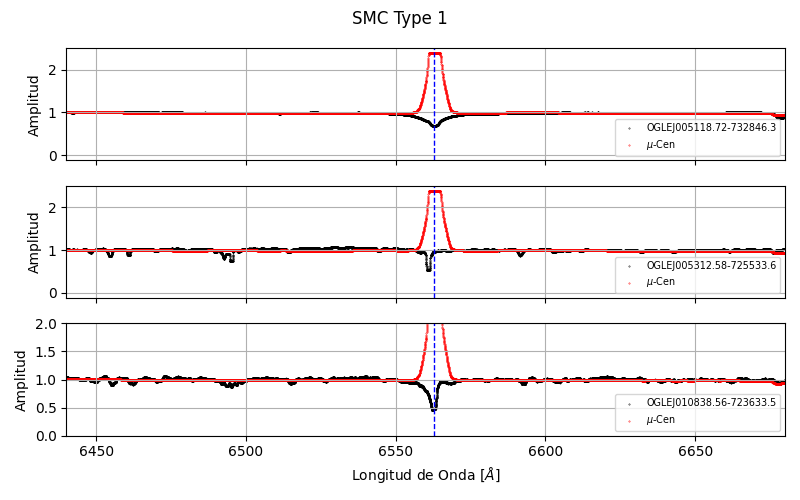 SMC Type 1
Amplitud
2
1
0
OGLEJ005118.72-732846.3
μ-Cen
Amplitud
2
1
0
OGLEJ005312.58-725533.6
μ-Cen
Amplitud
2.0
1.5
1.0
0.5
0.0
OGLEJ010838.56-723633.5
μ-Cen
6450 6500 6550 6600 6650
Longitud de Onda [Å]